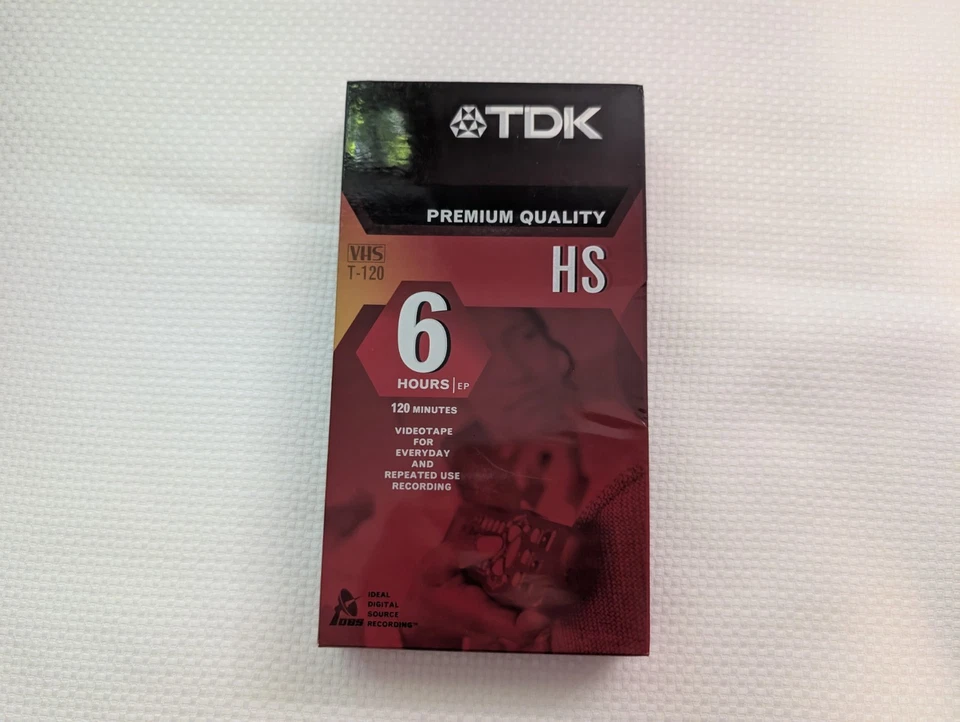 TDK
PREMIUM QUALITY
VHS
T-120
HS
6
HOURS|EP
120 MINUTES
VIDEOTAPE
FOR
EVERYDAY
AND
REPEATED USE
RECORDING
IDEAL
DIGITAL
SOURCE
RECORDING™